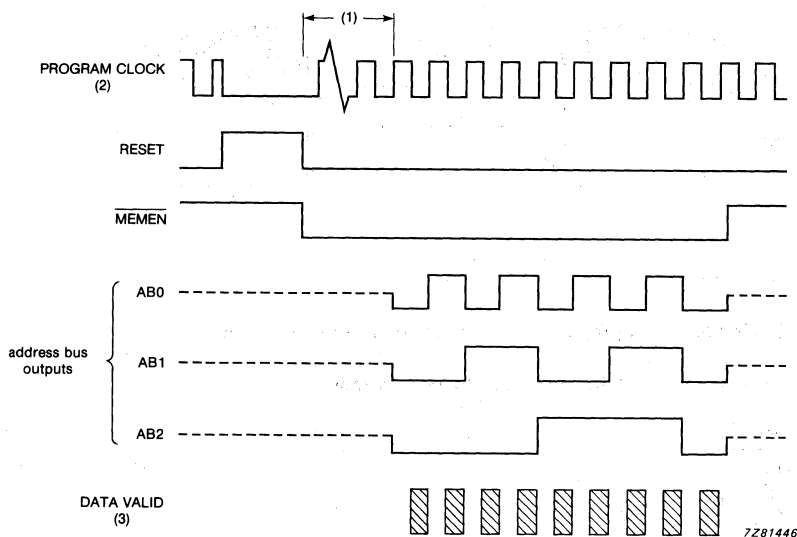 (1)
PROGRAM CLOCK
(2)
RESET
MEMEN
AB0
address bus
outputs
AB1
AB2
DATA VALID
(3)
7Z81446